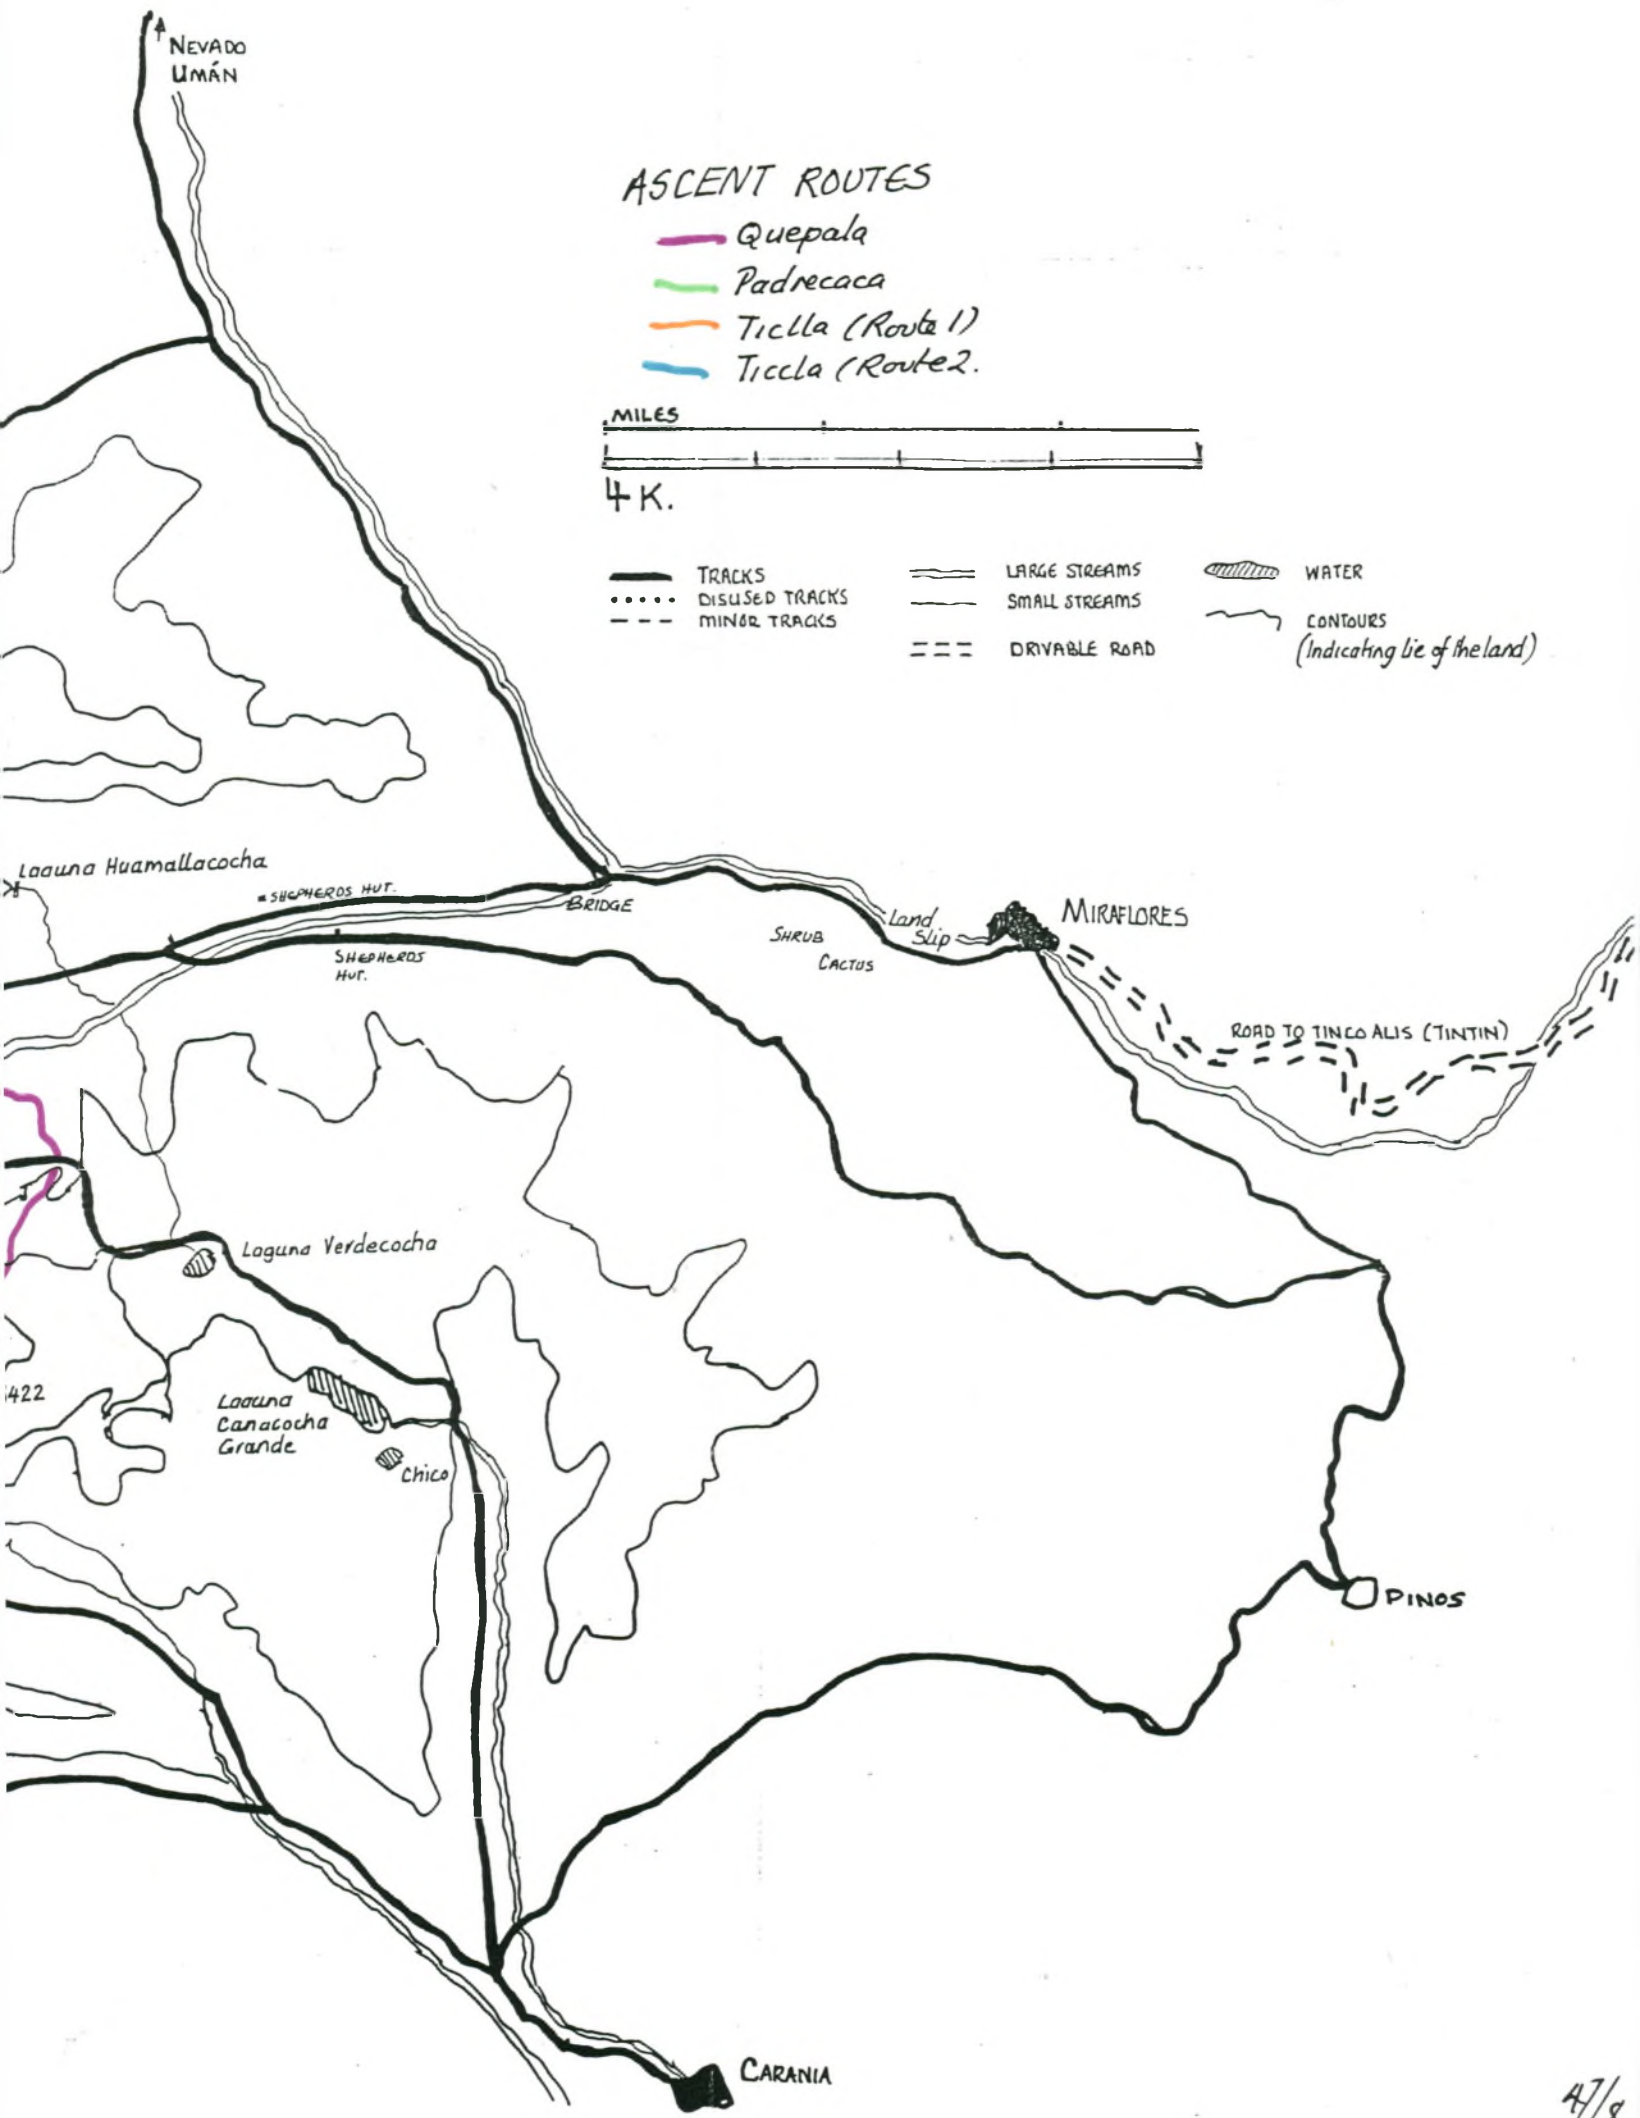 NEVADO
UMÁN
ASCENT ROUTES
Quepala
Padrecaca
Ticlla (Route 1)
Ticcla (Route 2.
MILES
4 K.
TRACKS
DISUSED TRACKS
MINOR TRACKS
LARGE STREAMS
SMALL STREAMS
DRIVABLE ROAD
WATER
CONTOURS
(Indicating lie of the land)
Laguna Huamallacocha
SHEPHERDS HUT.
BRIDGE
SHEPHERDS
HUT.
SHRUB
CACTUS
Land
Slip
MIRAFLORES
ROAD TO TINCO ALIS (TINTIN)
Laguna Verdecocha
422
Laguna
Canacocha
Grande
Chico
PINOS
CARANIA